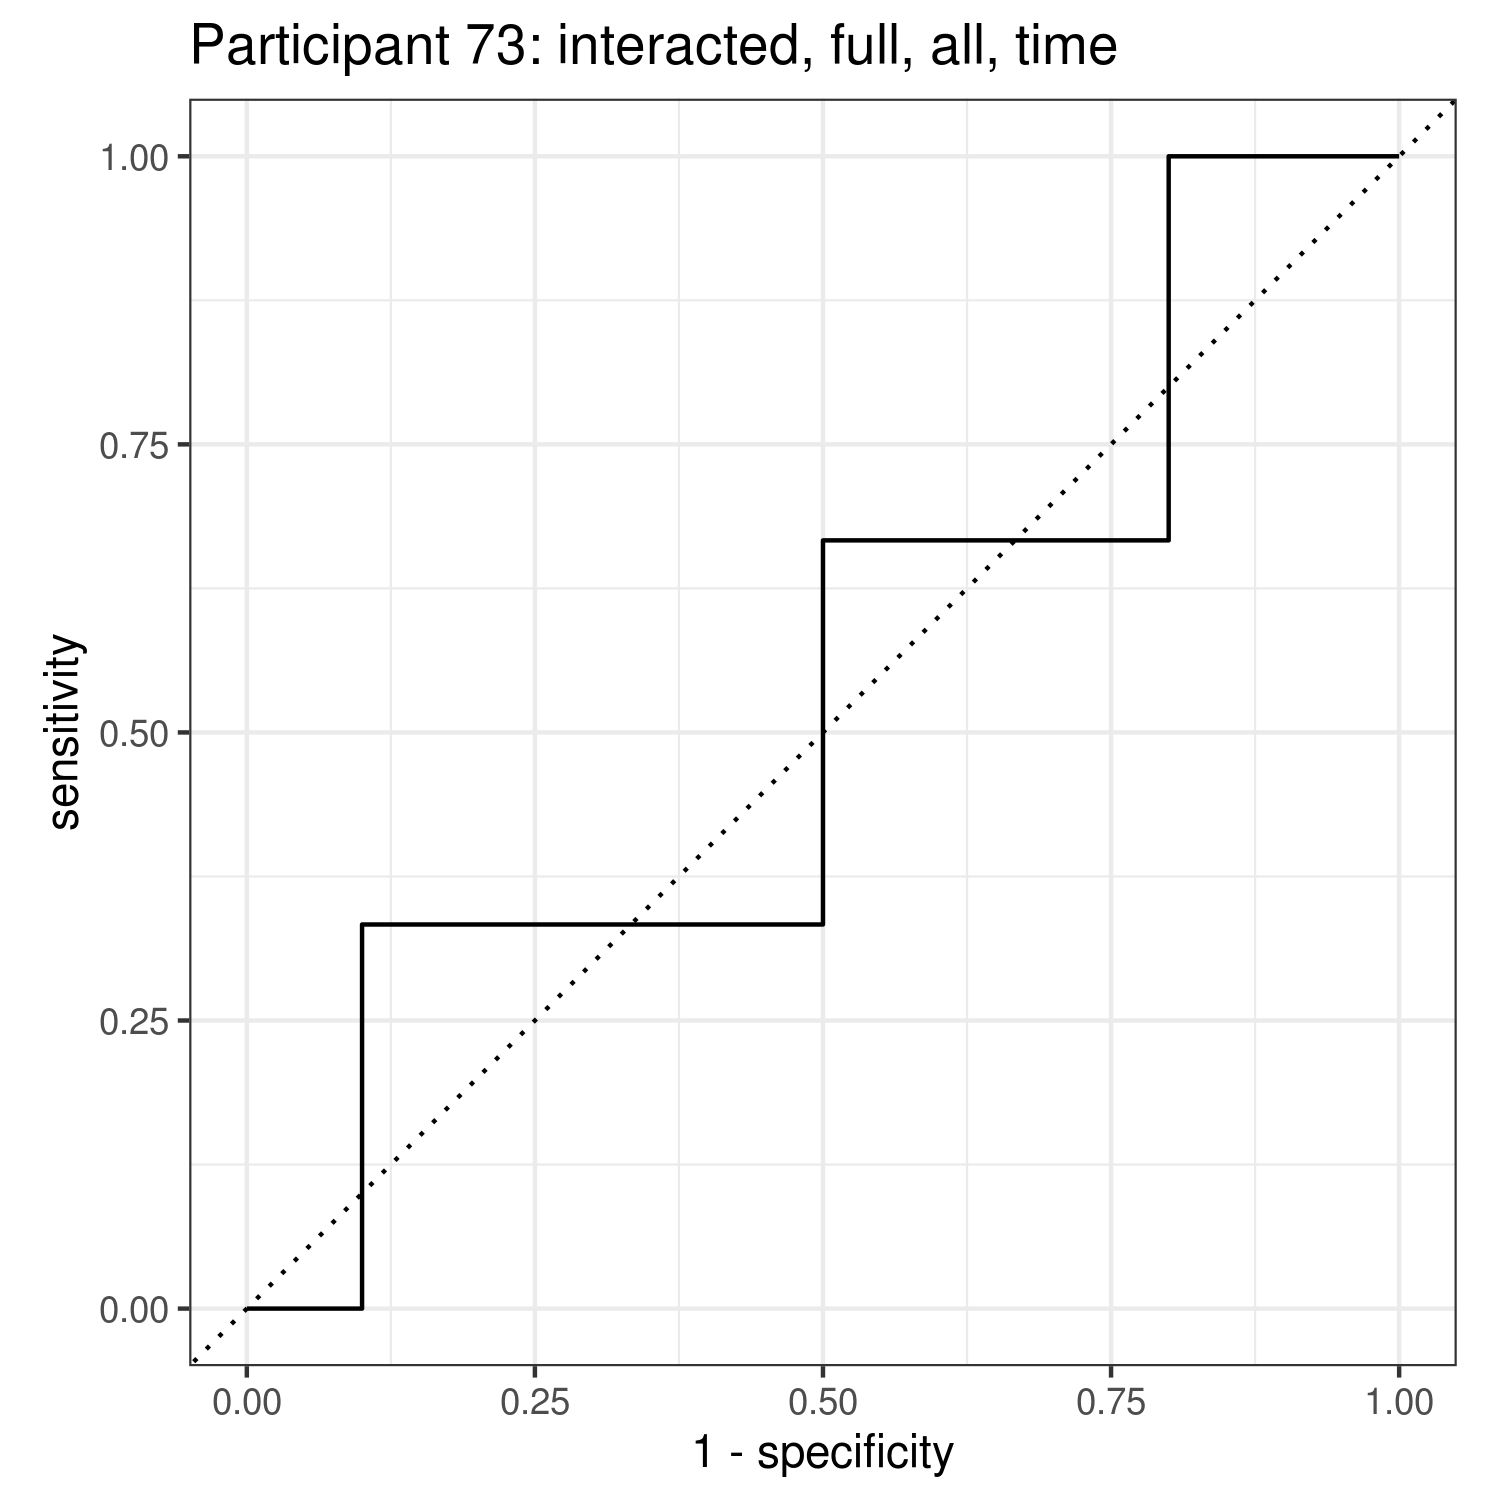 Participant 73: interacted, full, all, time
1.00
0.75
0.50
0.25
0.00
sensitivity
0.00 0.25 0.50 0.75 1.00
1 - specificity